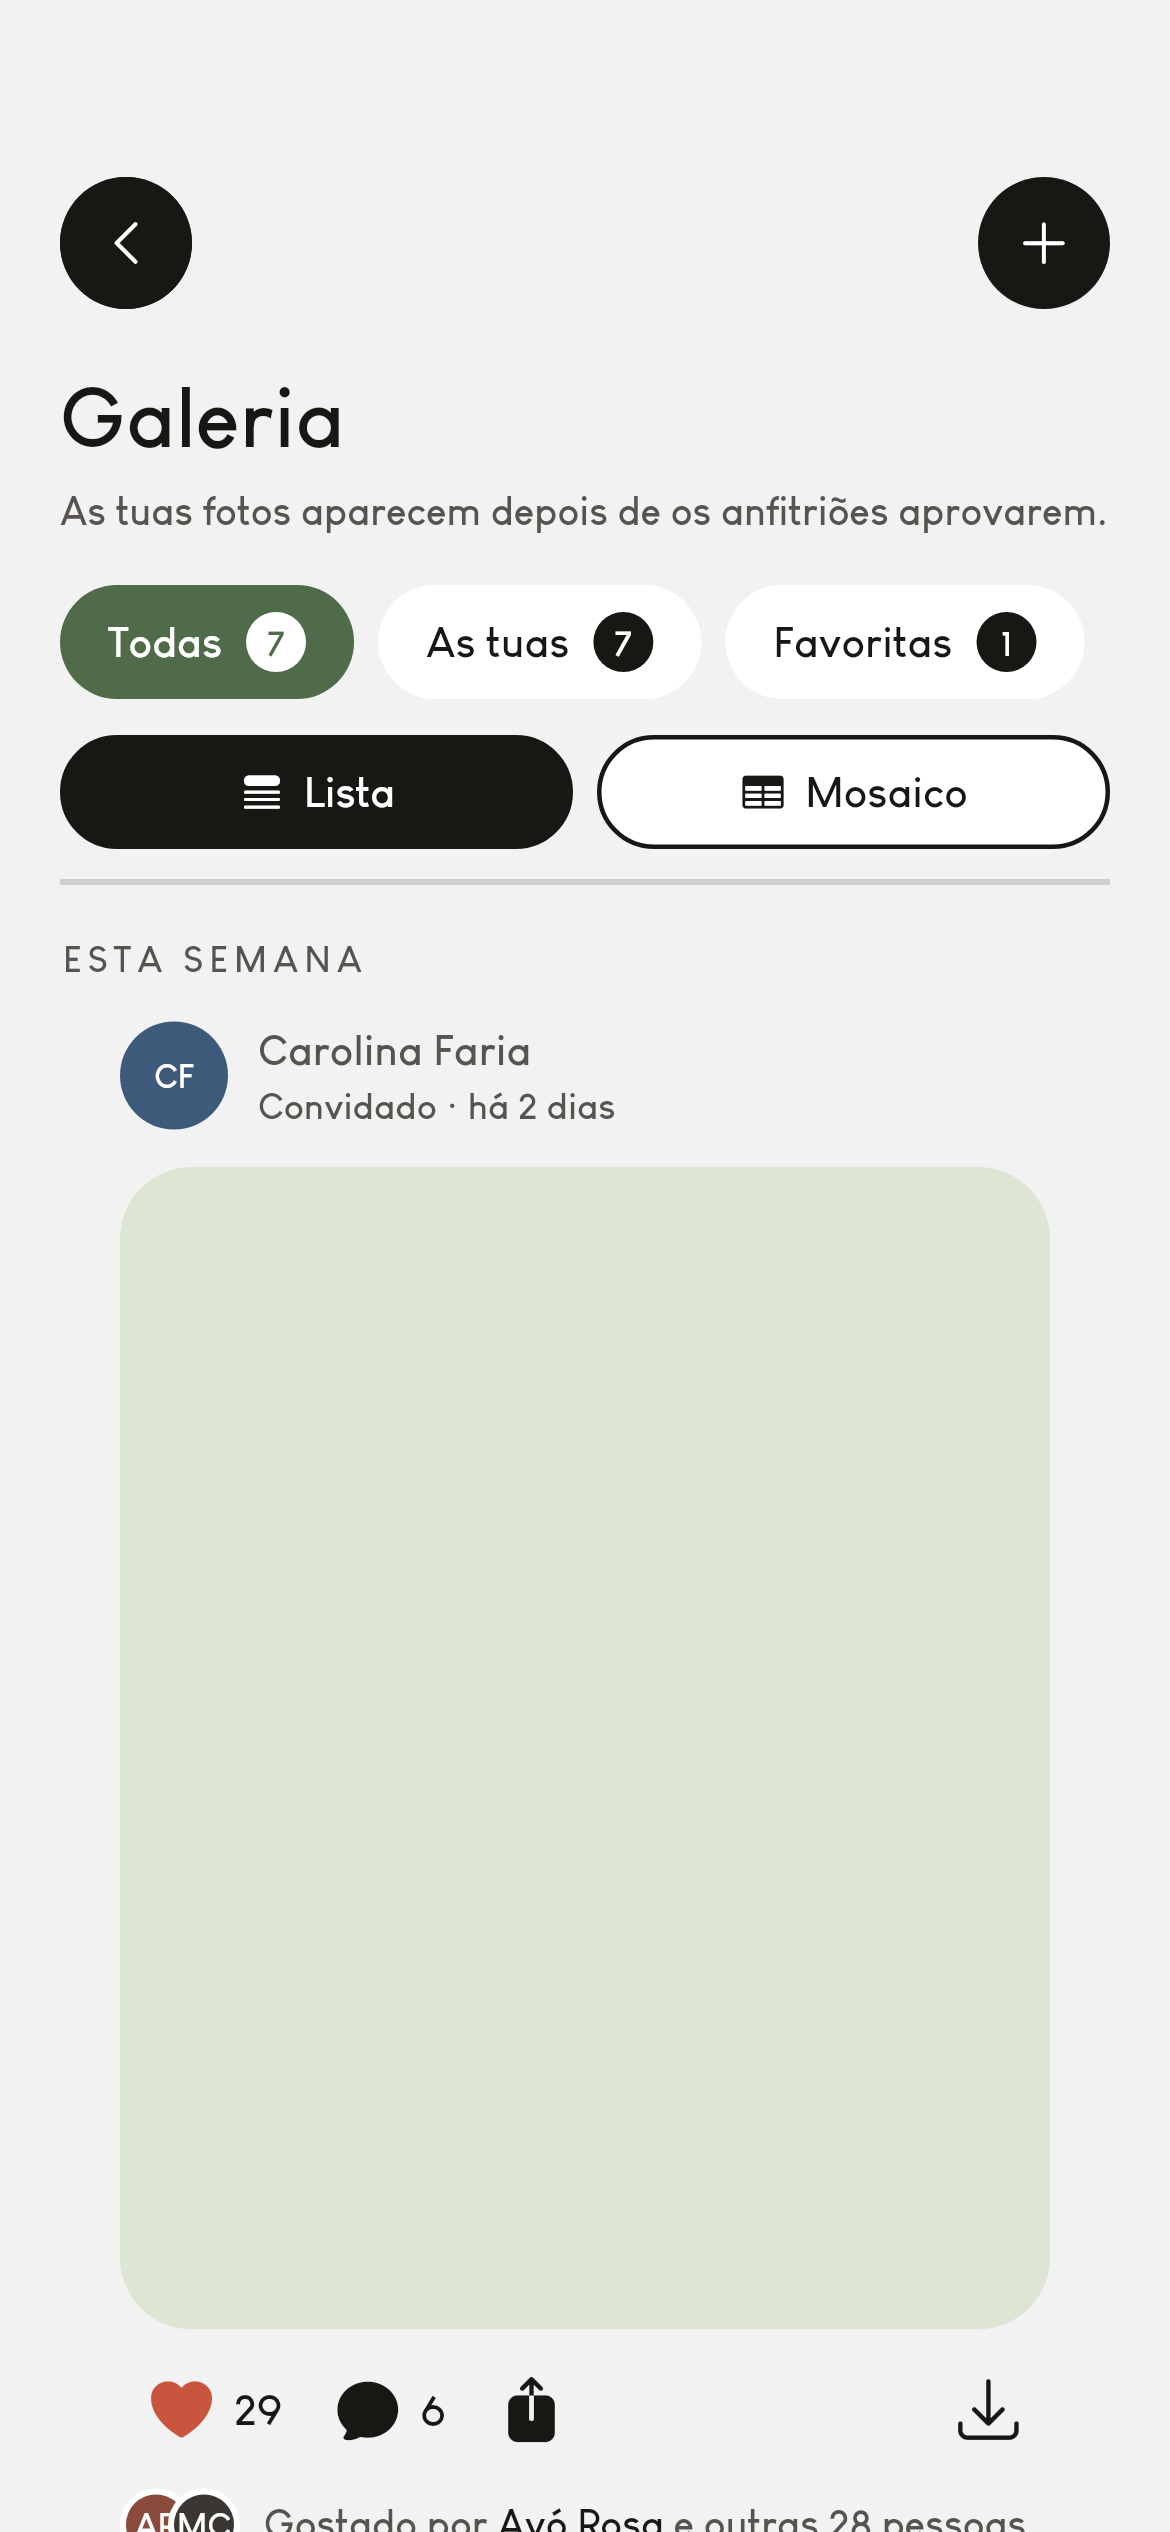 Galeria
As tuas fotos aparecem depois de os anfitriões aprovarem.
Todas 7 As tuas 7 Favoritas 1
Lista Mosaico
ESTA SEMANA
CF
Carolina Faria
Convidado · há 2 dias
29 6
MC Gostado por Avó Rosa e outras 28 pessoas